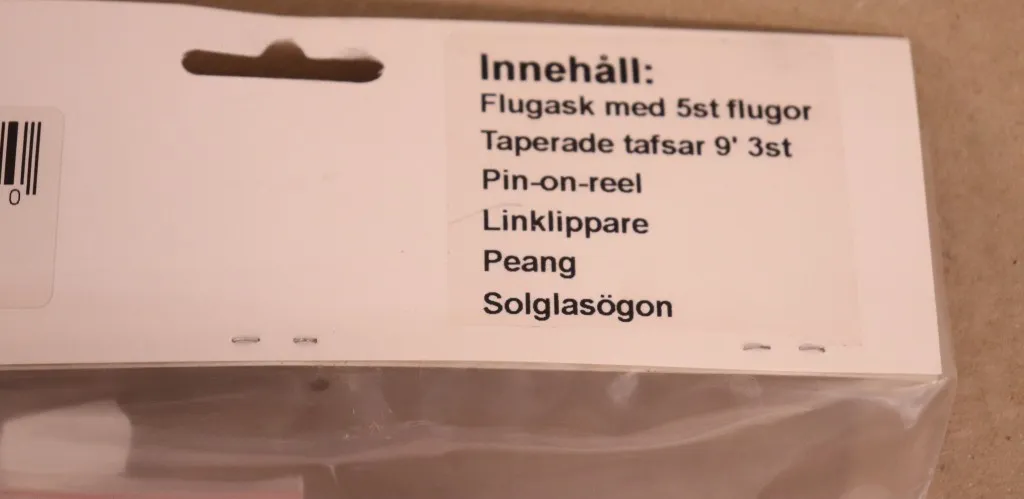 Innehåll:
Flugask med 5st flugor
Taperade tafsar 9' 3st
Pin-on-reel
Linklippare
Peang
Solglasögon
0